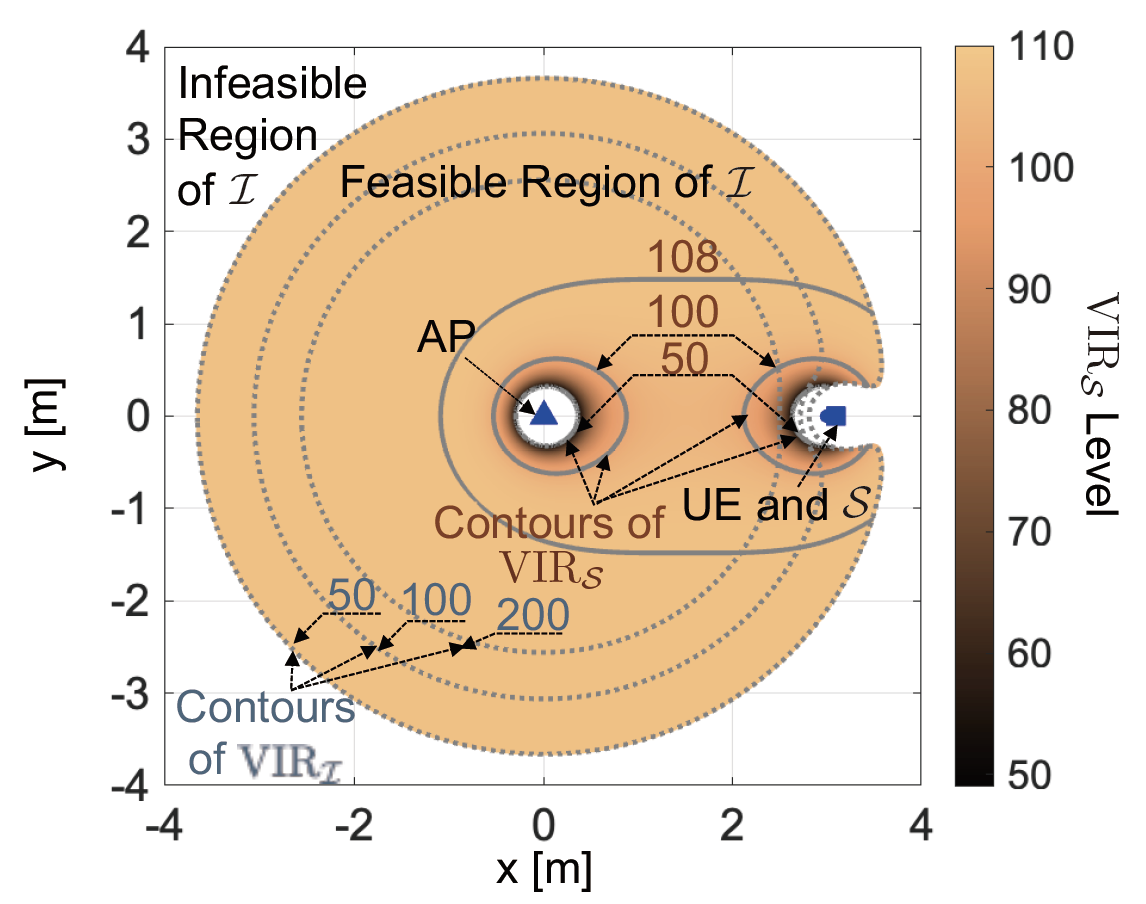 4
3
2
1
0
-1
-2
-3
-4
y [m]
-4
-2
0
2
4
x [m]
Infeasible
Region
of ℐ
Feasible Region of ℐ
108
100
50
AP
UE and 𝒮
Contours of
VIR𝒮
50
100
200
Contours
of VIRℐ
110
100
90
80
70
60
50
VIR𝒮 Level